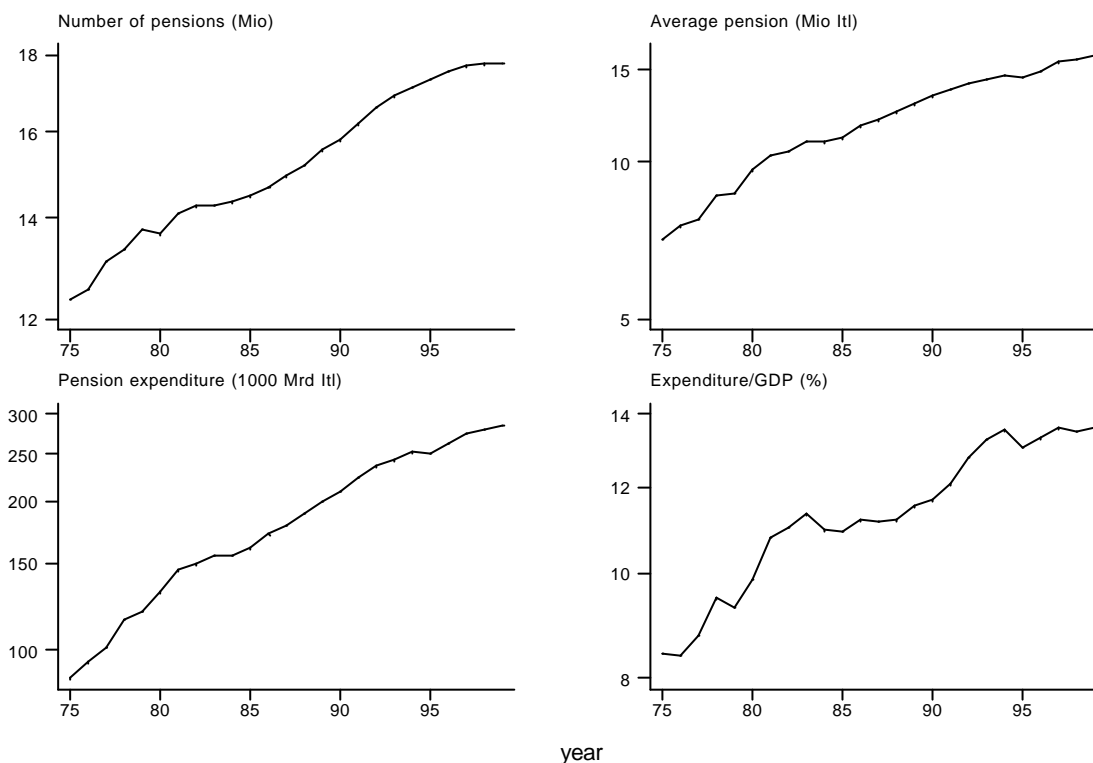 Number of pensions (Mio)
18
16
14
12
75 80 85 90 95
Average pension (Mio Itl)
15
10
5
75 80 85 90 95
Pension expenditure (1000 Mrd Itl)
300
250
200
150
100
75 80 85 90 95
Expenditure/GDP (%)
14
12
10
8
75 80 85 90 95
year